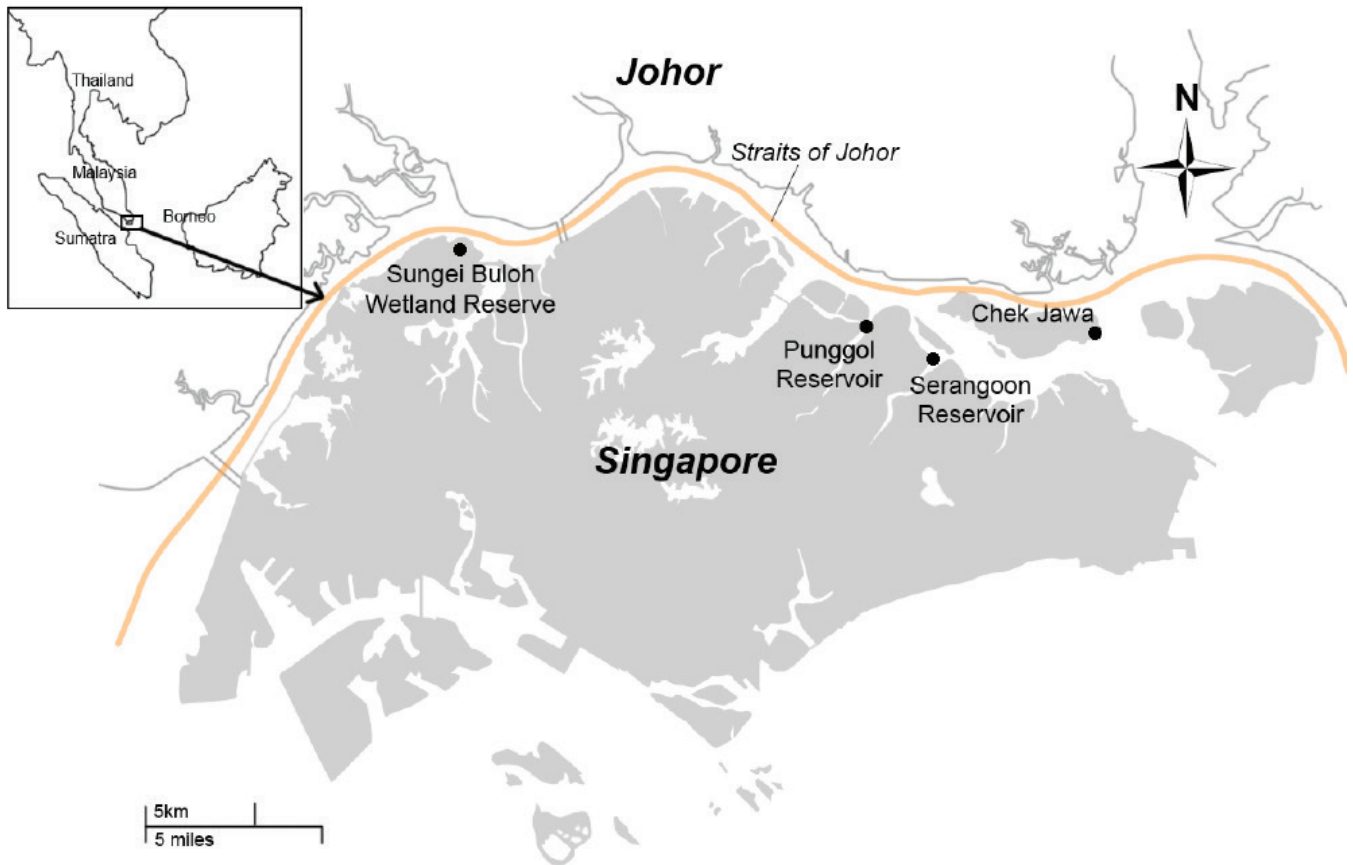 Thailand
Malaysia
Borneo
Sumatra
Johor
N
Straits of Johor
Sungei Buloh
Wetland Reserve
Chek Jawa
Punggol
Reservoir
Serangoon
Reservoir
Singapore
5km
5 miles